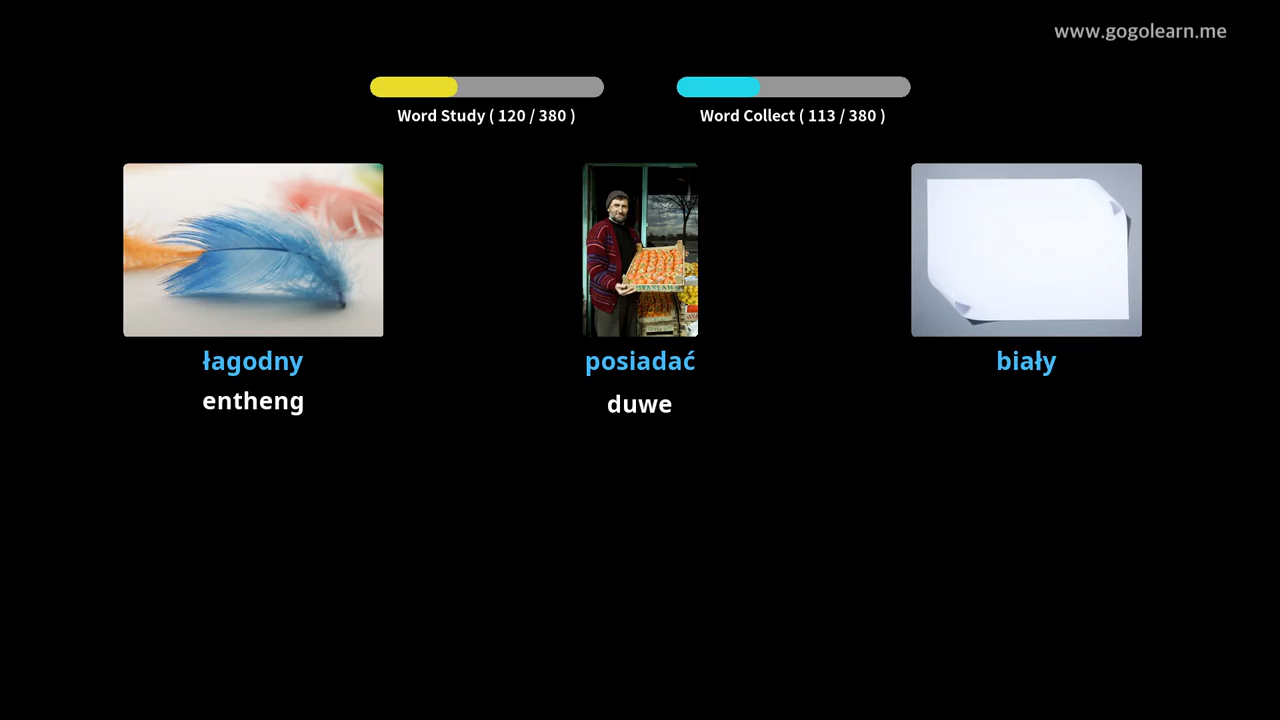 www.gogolearn.me
Word Study ( 120 / 380 )
Word Collect ( 113 / 380 )
łagodny
posiadać
biały
entheng
duwe